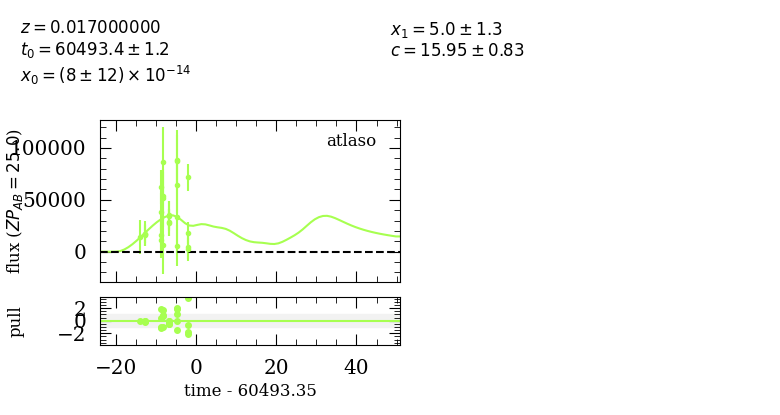 z = 0.017000000
t₀ = 60493.4 ± 1.2
x₀ = (8 ± 12) × 10⁻¹⁴
x₁ = 5.0 ± 1.3
c = 15.95 ± 0.83
atlaso
100000
50000
0
flux (ZP_AB = 25.0)
2
0
−2
pull
−20 0 20 40
time - 60493.35